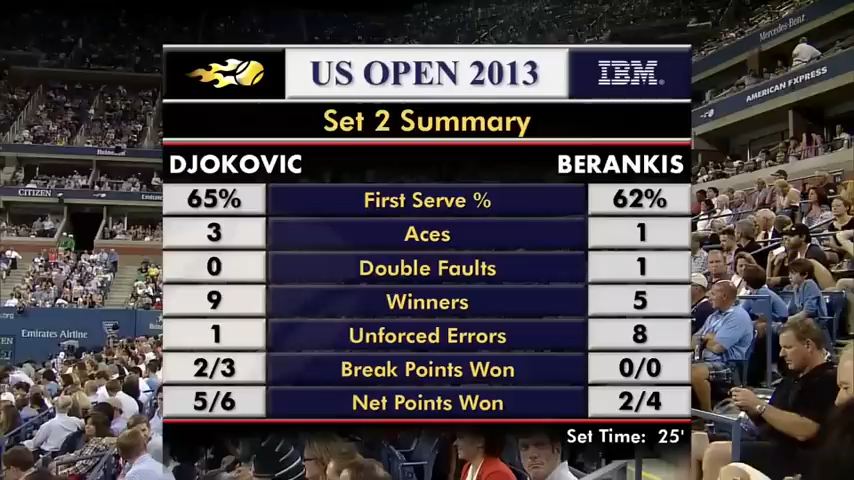 Mercedes-Benz
AMERICAN EXPRESS
US OPEN 2013
IBM
Set 2 Summary
DJOKOVIC BERANKIS
65% First Serve % 62%
3 Aces 1
0 Double Faults 1
9 Winners 5
1 Unforced Errors 8
2/3 Break Points Won 0/0
5/6 Net Points Won 2/4
Set Time: 25'
CITIZEN
Emirates Airline